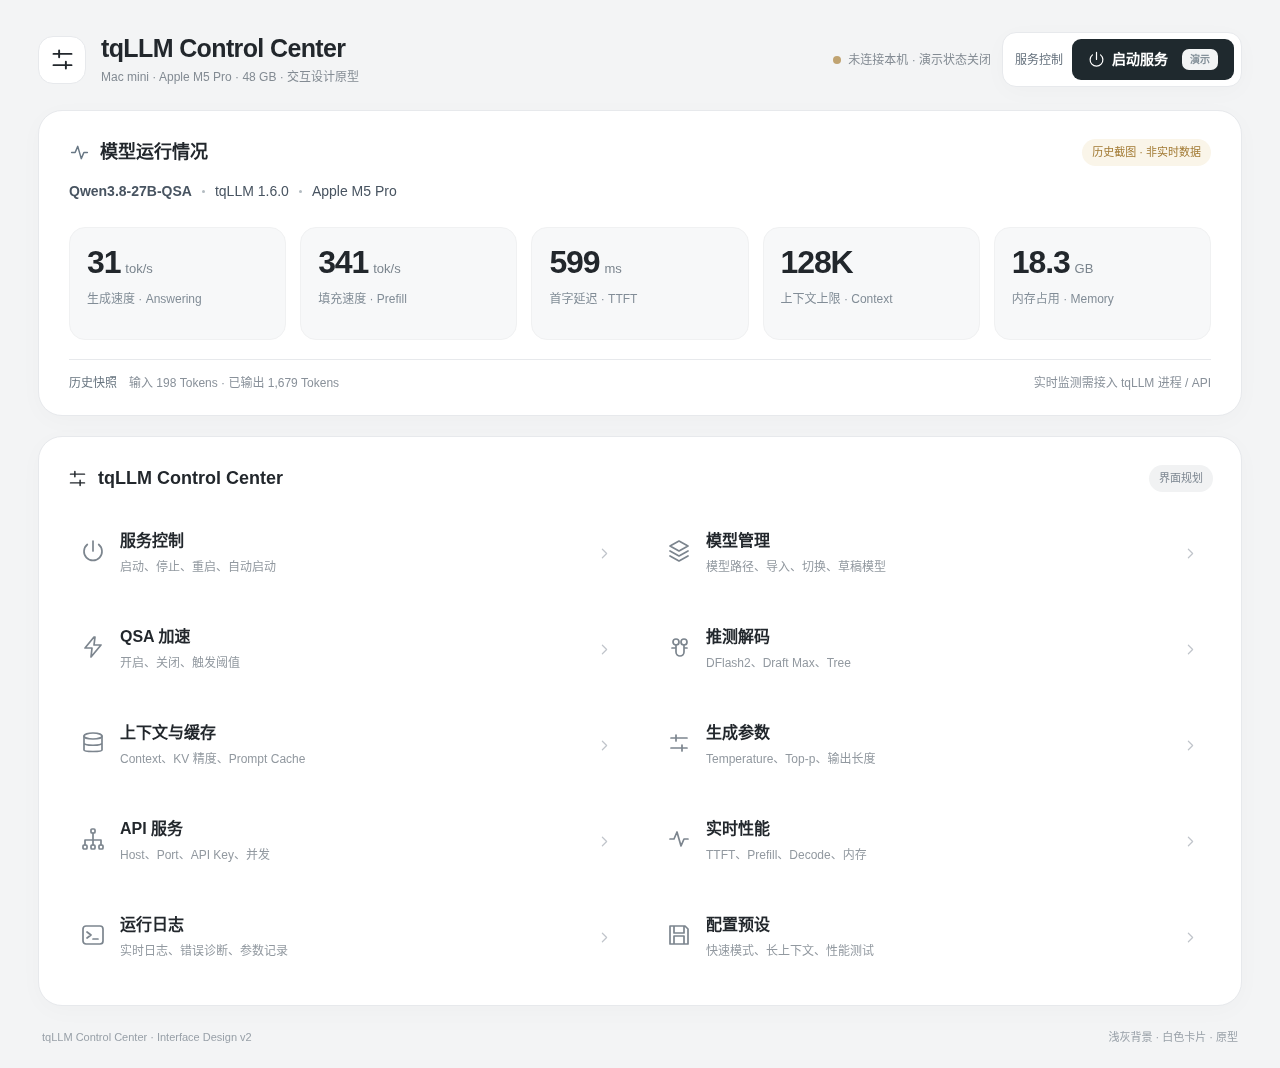 tqLLM Control Center
Mac mini · Apple M5 Pro · 48 GB · 交互设计原型
未连接本机 · 演示状态关闭
服务控制
启动服务 演示
模型运行情况
历史截图 · 非实时数据
Qwen3.8-27B-QSA • tqLLM 1.6.0 • Apple M5 Pro
31 tok/s
生成速度 · Answering
341 tok/s
填充速度 · Prefill
599 ms
首字延迟 · TTFT
128K
上下文上限 · Context
18.3 GB
内存占用 · Memory
历史快照 输入 198 Tokens · 已输出 1,679 Tokens
实时监测需接入 tqLLM 进程 / API
tqLLM Control Center
界面规划
服务控制
启动、停止、重启、自动启动
模型管理
模型路径、导入、切换、草稿模型
QSA 加速
开启、关闭、触发阈值
推测解码
DFlash2、Draft Max、Tree
上下文与缓存
Context、KV 精度、Prompt Cache
生成参数
Temperature、Top-p、输出长度
API 服务
Host、Port、API Key、并发
实时性能
TTFT、Prefill、Decode、内存
运行日志
实时日志、错误诊断、参数记录
配置预设
快速模式、长上下文、性能测试
tqLLM Control Center · Interface Design v2
浅灰背景 · 白色卡片 · 原型